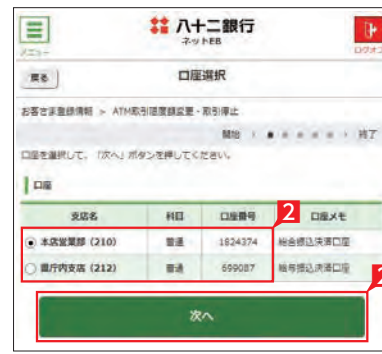 八十二銀行
ネットEB
メニュー
ログオフ
戻る
口座選択
お客さま登録情報 > ATM取引限度額変更・取引停止
開始
終了
口座を選択して、「次へ」ボタンを押してください。
口座
支店名 科目 口座番号 2 口座メモ
本店営業部 (210) 普通 1824374 総合振込決済口座
県庁内支店 (212) 普通 699087 給与振込決済口座
次へ